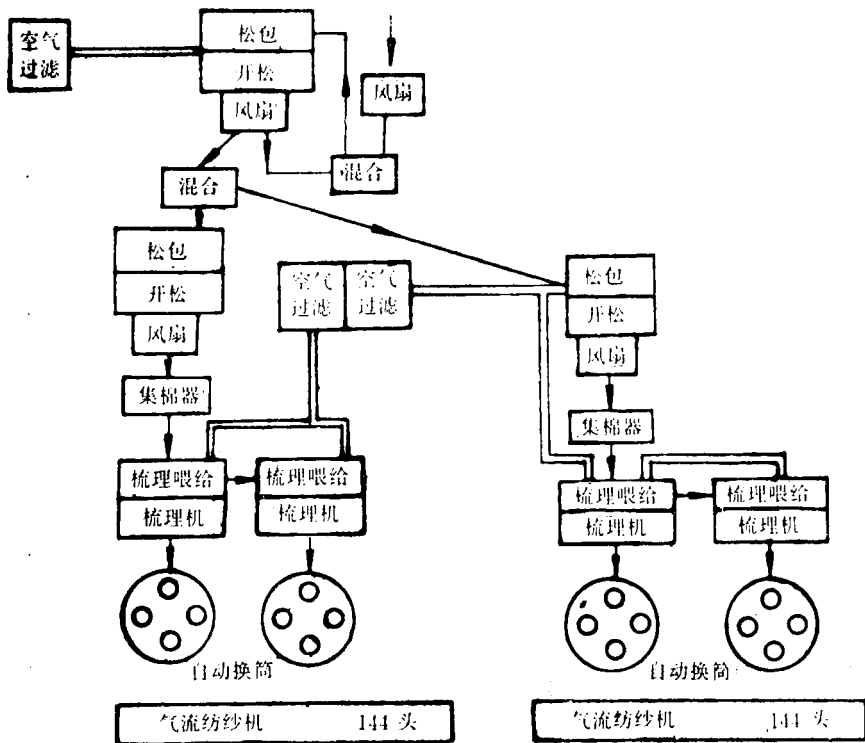 空气
过滤
松包
开松
风扇
风扇
混合
混合
松包
开松
风扇
集棉器
梳理喂给
梳理机
空气
过滤
空气
过滤
梳理喂给
梳理机
松包
开松
风扇
集棉器
梳理喂给
梳理机
梳理喂给
梳理机
自动换筒
自动换筒
气流纺纱机 144 头
气流纺纱机 144 头